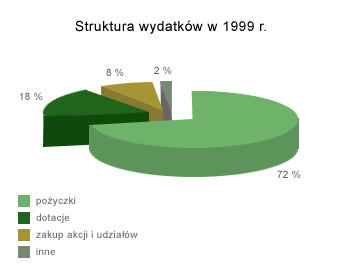 Struktura wydatków w 1999 r.
8 %
2 %
18 %
72 %
pożyczki
dotacje
zakup akcji i udziałów
inne